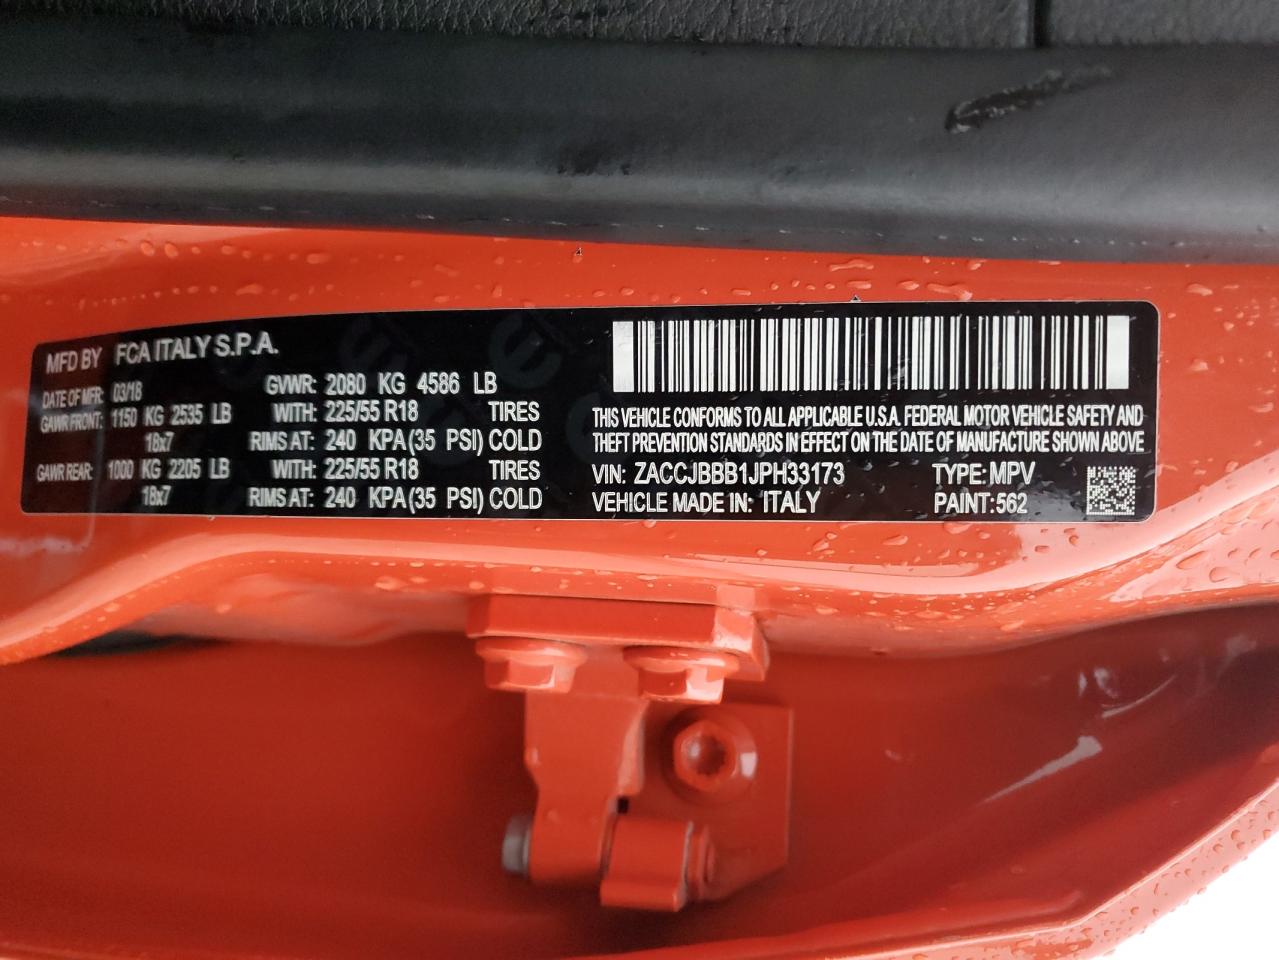 MFD BY FCA ITALY S.P.A.
DATE OF MFR: 03/18 GVWR: 2080 KG 4586 LB
GAWR FRONT: 1150 KG 2535 LB WITH: 225/55 R18 TIRES
18x7 RIMS AT: 240 KPA(35 PSI) COLD
GAWR REAR: 1000 KG 2205 LB WITH: 225/55 R18 TIRES
18x7 RIMS AT: 240 KPA(35 PSI) COLD
THIS VEHICLE CONFORMS TO ALL APPLICABLE U.S.A. FEDERAL MOTOR VEHICLE SAFETY AND
THEFT PREVENTION STANDARDS IN EFFECT ON THE DATE OF MANUFACTURE SHOWN ABOVE
VIN: ZACCJBBB1JPH33173 TYPE: MPV
VEHICLE MADE IN: ITALY PAINT:562